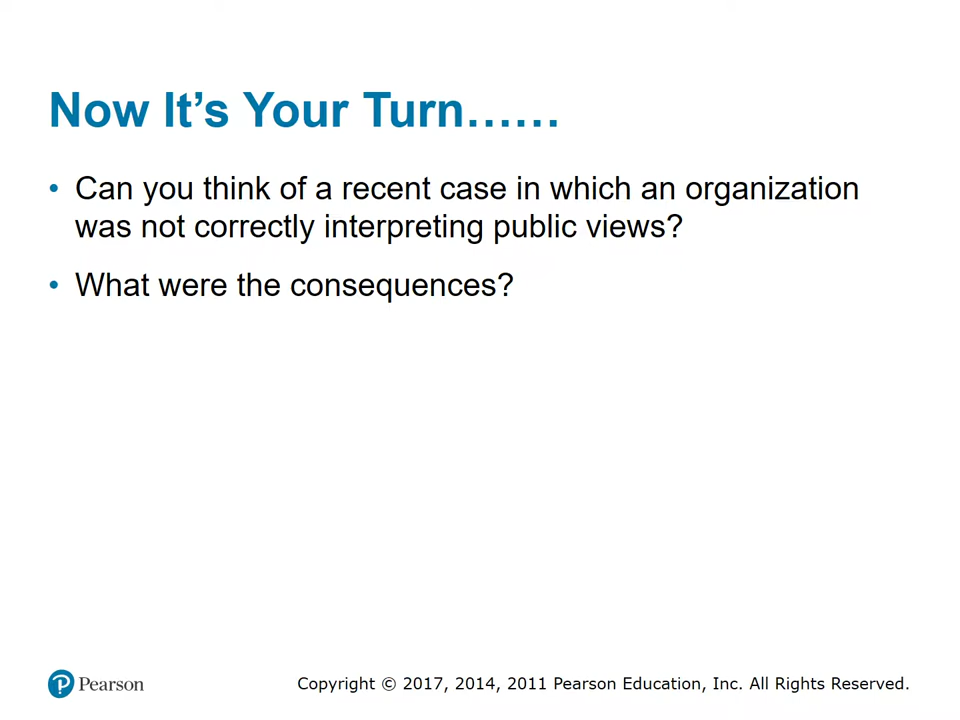 Now It’s Your Turn……
• Can you think of a recent case in which an organization
was not correctly interpreting public views?
• What were the consequences?
Pearson
Copyright © 2017, 2014, 2011 Pearson Education, Inc. All Rights Reserved.